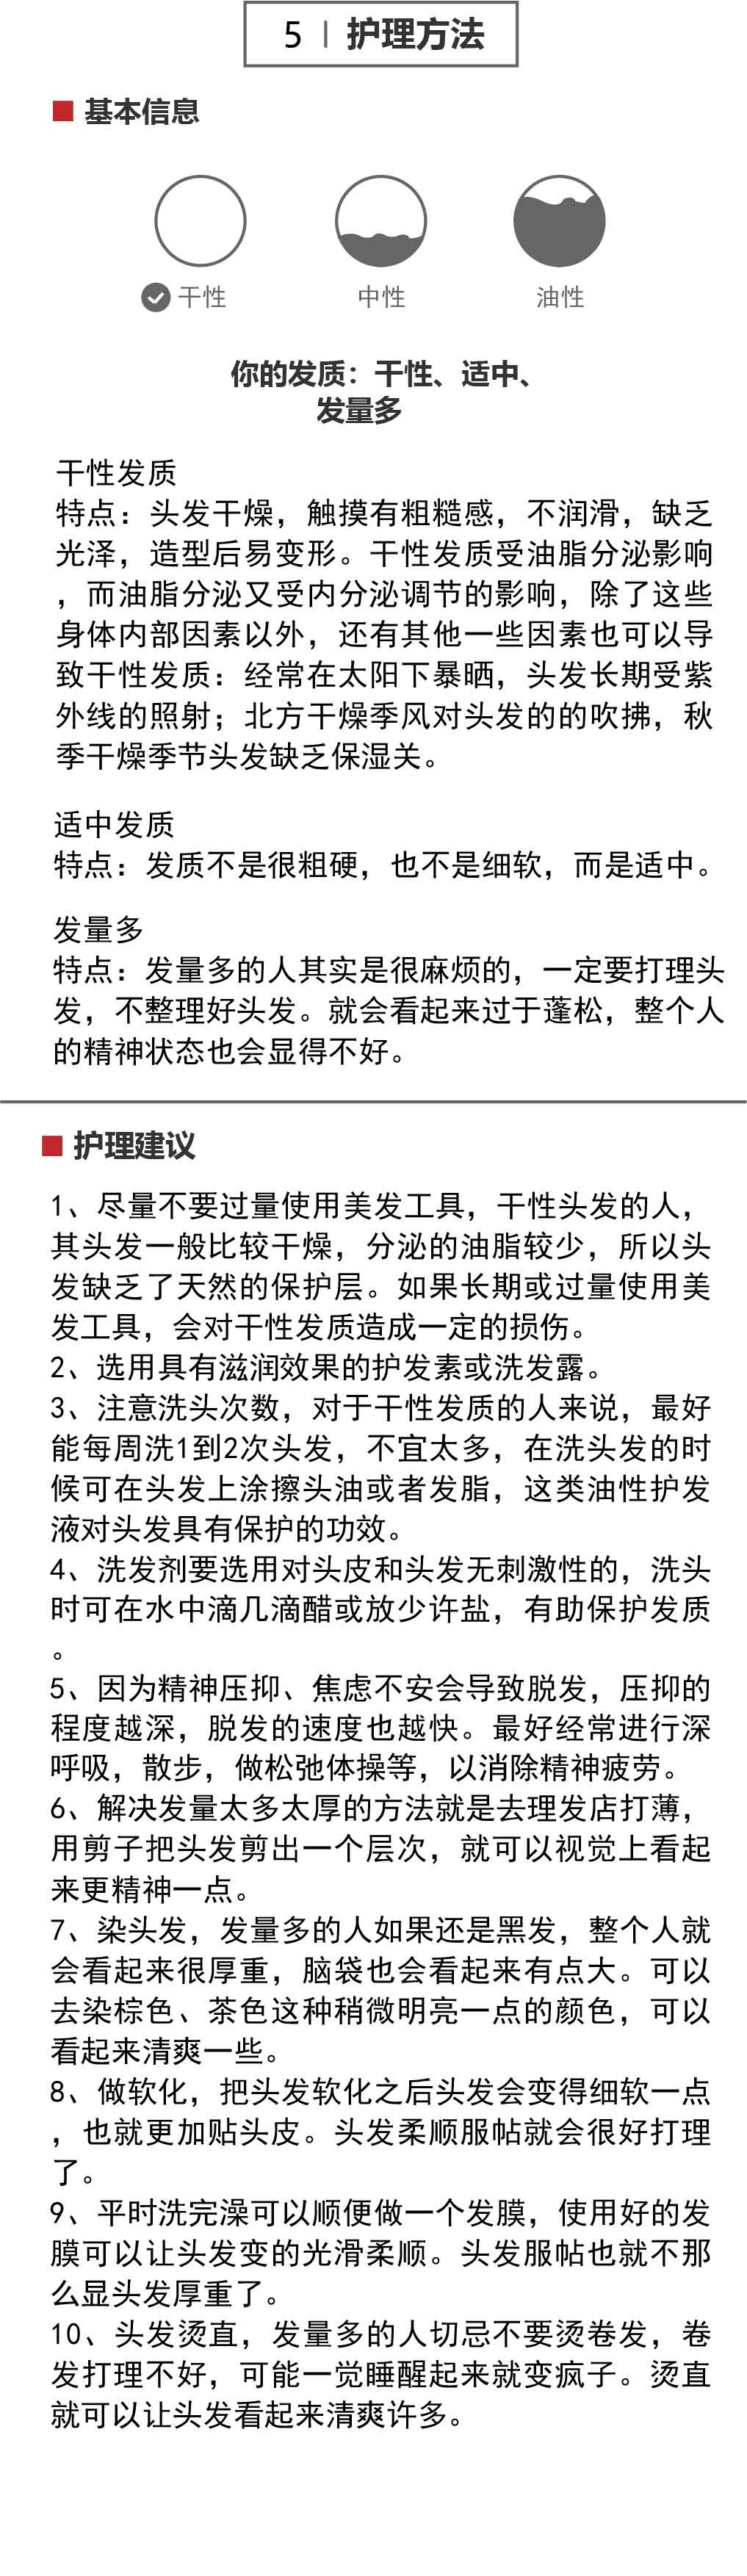 5 | 护理方法
基本信息
干性 中性 油性
你的发质：干性、适中、
发量多
干性发质
特点：头发干燥，触摸有粗糙感，不润滑，缺乏
光泽，造型后易变形。干性发质受油脂分泌影响
，而油脂分泌又受内分泌调节的影响，除了这些
身体内部因素以外，还有其他一些因素也可以导
致干性发质：经常在太阳下暴晒，头发长期受紫
外线的照射；北方干燥季风对头发的的吹拂，秋
季干燥季节头发缺乏保湿关。
适中发质
特点：发质不是很粗硬，也不是细软，而是适中。
发量多
特点：发量多的人其实是很麻烦的，一定要打理头
发，不整理好头发。就会看起来过于蓬松，整个人
的精神状态也会显得不好。
护理建议
1、尽量不要过量使用美发工具，干性头发的人，
其头发一般比较干燥，分泌的油脂较少，所以头
发缺乏了天然的保护层。如果长期或过量使用美
发工具，会对干性发质造成一定的损伤。
2、选用具有滋润效果的护发素或洗发露。
3、注意洗头次数，对于干性发质的人来说，最好
能每周洗1到2次头发，不宜太多，在洗头发的时
候可在头发上涂擦头油或者发脂，这类油性护发
液对头发具有保护的功效。
4、洗发剂要选用对头皮和头发无刺激性的，洗头
时可在水中滴几滴醋或放少许盐，有助保护发质
。
5、因为精神压抑、焦虑不安会导致脱发，压抑的
程度越深，脱发的速度也越快。最好经常进行深
呼吸，散步，做松弛体操等，以消除精神疲劳。
6、解决发量太多太厚的方法就是去理发店打薄，
用剪子把头发剪出一个层次，就可以视觉上看起
来更精神一点。
7、染头发，发量多的人如果还是黑发，整个人就
会看起来很厚重，脑袋也会看起来有点大。可以
去染棕色、茶色这种稍微明亮一点的颜色，可以
看起来清爽一些。
8、做软化，把头发软化之后头发会变得细软一点
，也就更加贴头皮。头发柔顺服帖就会很好打理
了。
9、平时洗完澡可以顺便做一个发膜，使用好的发
膜可以让头发变的光滑柔顺。头发服帖也就不那
么显头发厚重了。
10、头发烫直，发量多的人切忌不要烫卷发，卷
发打理不好，可能一觉睡醒起来就变疯子。烫直
就可以让头发看起来清爽许多。